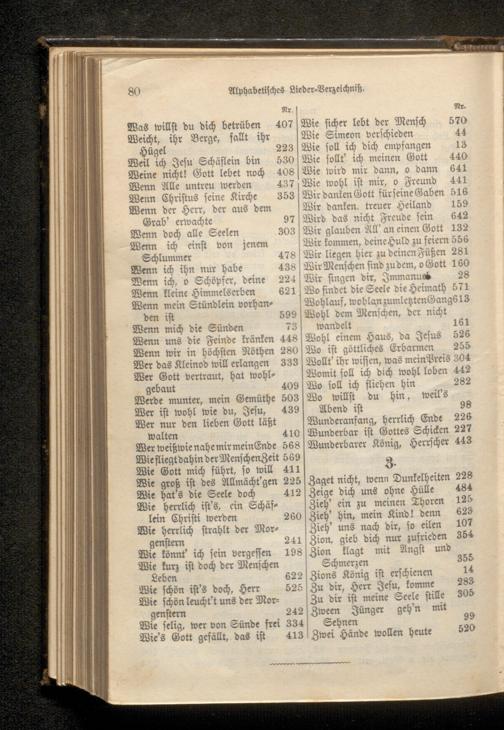 80
Alphabetisches Lieder-Verzeichniß.
Nr.
Was willst du dich betrüben 407
Weicht, ihr Berge, fallt ihr
Hügel 223
Weil ich Jesu Schäflein bin 530
Weine nicht! Gott lebet noch 408
Wenn Alle untreu werden 437
Wenn Christus seine Kirche 353
Wenn der Herr, der aus dem
Grab' erwachte 97
Wenn doch alle Seelen 303
Wenn ich einst von jenem
Schlummer 478
Wenn ich ihn nur habe 438
Wenn ich, o Schöpfer, deine 224
Wenn kleine Himmelserben 621
Wenn mein Stündlein vorhan-
den ist 599
Wenn mich die Sünden 73
Wenn uns die Feinde kränken 448
Wenn wir in höchsten Nöthen 280
Wer das Kleinod will erlangen 333
Wer Gott vertraut, hat wohl-
gebaut 409
Werde munter, mein Gemüthe 503
Wer ist wohl wie du, Jesu, 439
Wer nur den lieben Gott läßt
walten 410
Wer weiß wie nahe mir mein Ende 568
Wie fliegt dahin der Menschen Zeit 569
Wie Gott mich führt, so will 411
Wie groß ist des Allmächt'gen 225
Wie hat's die Seele doch 412
Wie herrlich ist's, ein Schäf-
lein Christi werden 260
Wie herrlich strahlt der Mor-
genstern 241
Wie könnt' ich sein vergessen 198
Wie kurz ist doch der Menschen
Leben 622
Wie schön ist's doch, Herr 525
Wie schön leucht't uns der Mor-
genstern 242
Wie selig, wer von Sünde frei 334
Wie's Gott gefällt, das ist 413
Nr.
Wie sicher lebt der Mensch 570
Wie Simeon verschieden 44
Wie soll ich dich empfangen 13
Wie sollt' ich meinen Gott 440
Wie wird mir dann, o dann 641
Wie wohl ist mir, o Freund 441
Wir danken Gott für seine Gaben 516
Wir danken. treuer Heiland 159
Wird das nicht Freude sein 642
Wir glauben All' an einen Gott 132
Wir kommen, deine Huld zu feiern 556
Wir liegen hier zu deinen Füßen 281
Wir Menschen sind zu dem, o Gott 160
Wir singen dir, Immanuel 28
Wo findet die Seele die Heimath 571
Wohlauf, wohlan zum letzten Gang 613
Wohl dem Menschen, der nicht
wandelt 161
Wohl einem Haus, da Jesus 526
Wo ist göttliches Erbarmen 255
Wollt' ihr wissen, was mein Preis 304
Womit soll ich dich wohl loben 442
Wo soll ich fliehen hin 282
Wo willst du hin, weil's
Abend ist 98
Wunderanfang, herrlich Ende 226
Wunderbar ist Gottes Schicken 227
Wunderbarer König, Herrscher 443
Z.
Zaget nicht, wenn Dunkelheiten 228
Zeige dich uns ohne Hülle 484
Zieh' ein zu meinen Thoren 125
Zieh' hin, mein Kind! denn 623
Zieh' uns nach dir, so eilen 107
Zion, gieb dich nur zufrieden 354
Zion klagt mit Angst und
Schmerzen 355
Zions König ist erschienen 14
Zu dir, Herr Jesu, komme 283
Zu dir ist meine Seele stille 305
Zween Jünger geh'n mit
Sehnen 99
Zwei Hände wollen heute 520